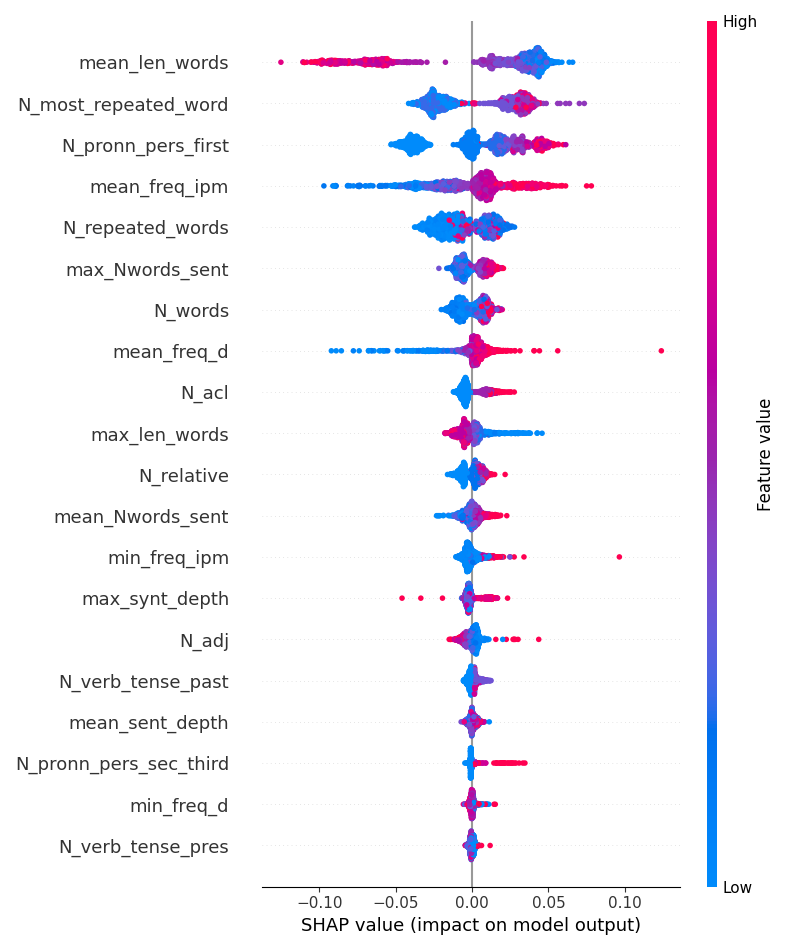 High
mean_len_words
N_most_repeated_word
N_pronn_pers_first
mean_freq_ipm
N_repeated_words
max_Nwords_sent
N_words
mean_freq_d
N_acl
max_len_words
N_relative
mean_Nwords_sent
min_freq_ipm
max_synt_depth
N_adj
N_verb_tense_past
mean_sent_depth
N_pronn_pers_sec_third
min_freq_d
N_verb_tense_pres
Feature value
Low
−0.10 −0.05 0.00 0.05 0.10
SHAP value (impact on model output)